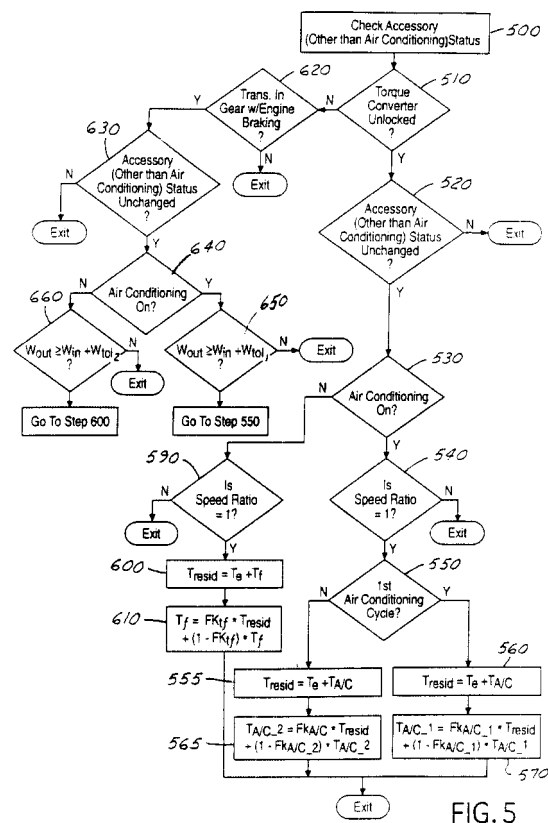 Check Accessory
(Other than Air Conditioning)Status
500
620
510
Trans. In
Gear w/Engine
Braking
?
Y
N
N
Torque
Converter
Unlocked
?
Y
Exit
630
Accessory
(Other than Air
Conditioning) Status
Unchanged
?
N
Y
Exit
520
Accessory
(Other than Air
Conditioning) Status
Unchanged
?
N
Exit
Y
640
Air Conditioning
On?
N
Y
660
Wout ≥Win +Wtol2
?
N
Exit
650
Wout ≥Win +Wtol1
?
N
Exit
Go To Step 600
Go To Step 550
530
Air Conditioning
On?
N
Y
590
Is
Speed Ratio
= 1?
N
Exit
Y
540
Is
Speed Ratio
= 1?
N
Exit
Y
600
Tresid = Te +Tf
610
Tf = FKtf * Tresid
+ (1 - FKtf) * Tf
550
1st
Air Conditioning
Cycle?
N
Y
555
Tresid = Te +TA/C
560
Tresid = Te +TA/C
565
TA/C_2 = FkA/C * Tresid
+ (1 - FkA/C_2) * TA/C_2
TA/C_1 = FkA/C_1 * Tresid
+ (1 - FkA/C_1) * TA/C_1
570
Exit
FIG. 5